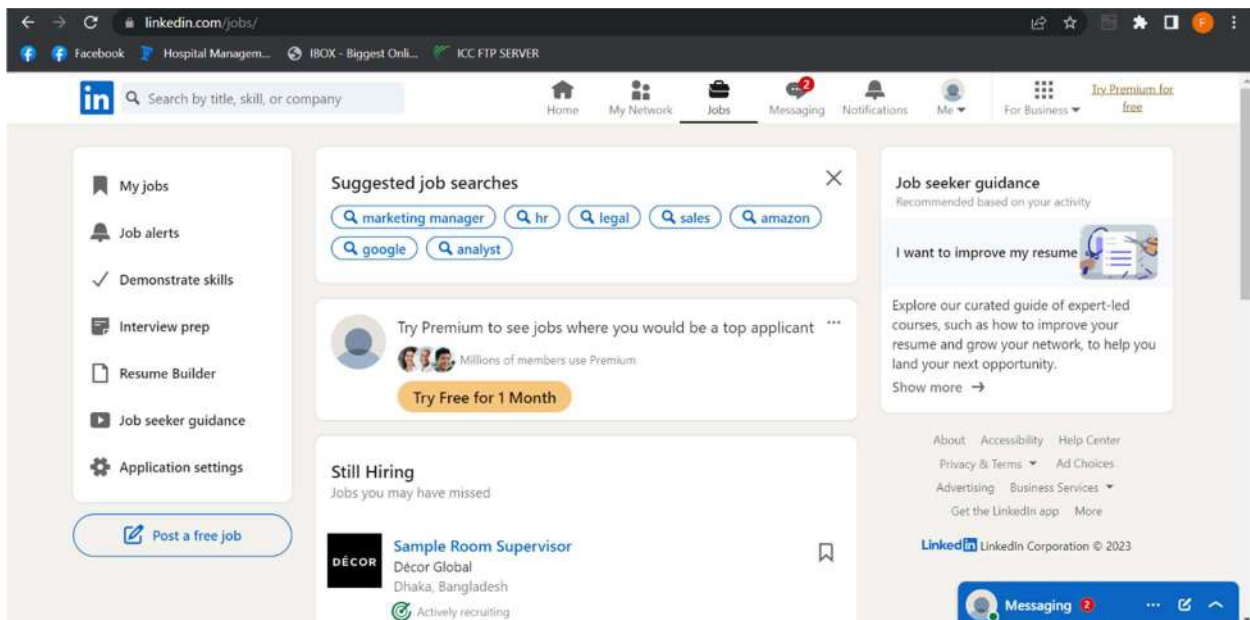 linkedin.com/jobs/
F
Facebook Hospital Managem... IBOX - Biggest Onli... ICC FTP SERVER
in Search by title, skill, or company
2
Home My Network Jobs Messaging Notifications Me For Business Try Premium for
free
My jobs
Job alerts
Demonstrate skills
Interview prep
Resume Builder
Job seeker guidance
Application settings
Post a free job
Suggested job searches
marketing manager hr legal sales amazon
google analyst
Try Premium to see jobs where you would be a top applicant ...
Millions of members use Premium
Try Free for 1 Month
Still Hiring
Jobs you may have missed
DÉCOR
Sample Room Supervisor
Décor Global
Dhaka, Bangladesh
Actively recruiting
Job seeker guidance
Recommended based on your activity
I want to improve my resume
Explore our curated guide of expert-led
courses, such as how to improve your
resume and grow your network, to help you
land your next opportunity.
Show more →
About Accessibility Help Center
Privacy & Terms Ad Choices
Advertising Business Services
Get the LinkedIn app More
Linkedin LinkedIn Corporation © 2023
Messaging 2 ...